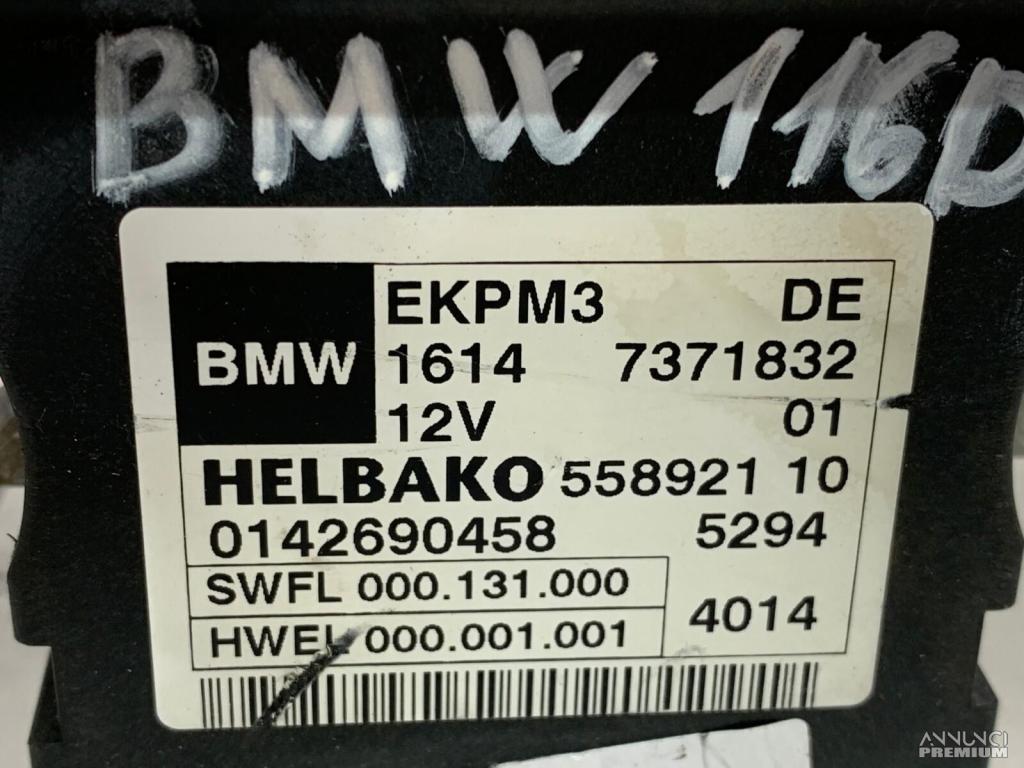 BMW 116D
EKPM3 DE
BMW 1614 7371832
12V 01
HELBAKO 558921 10
0142690458 5294
SWFL 000.131.000
HWEL 000.001.001 4014
ANNUNCI
PREMIUM